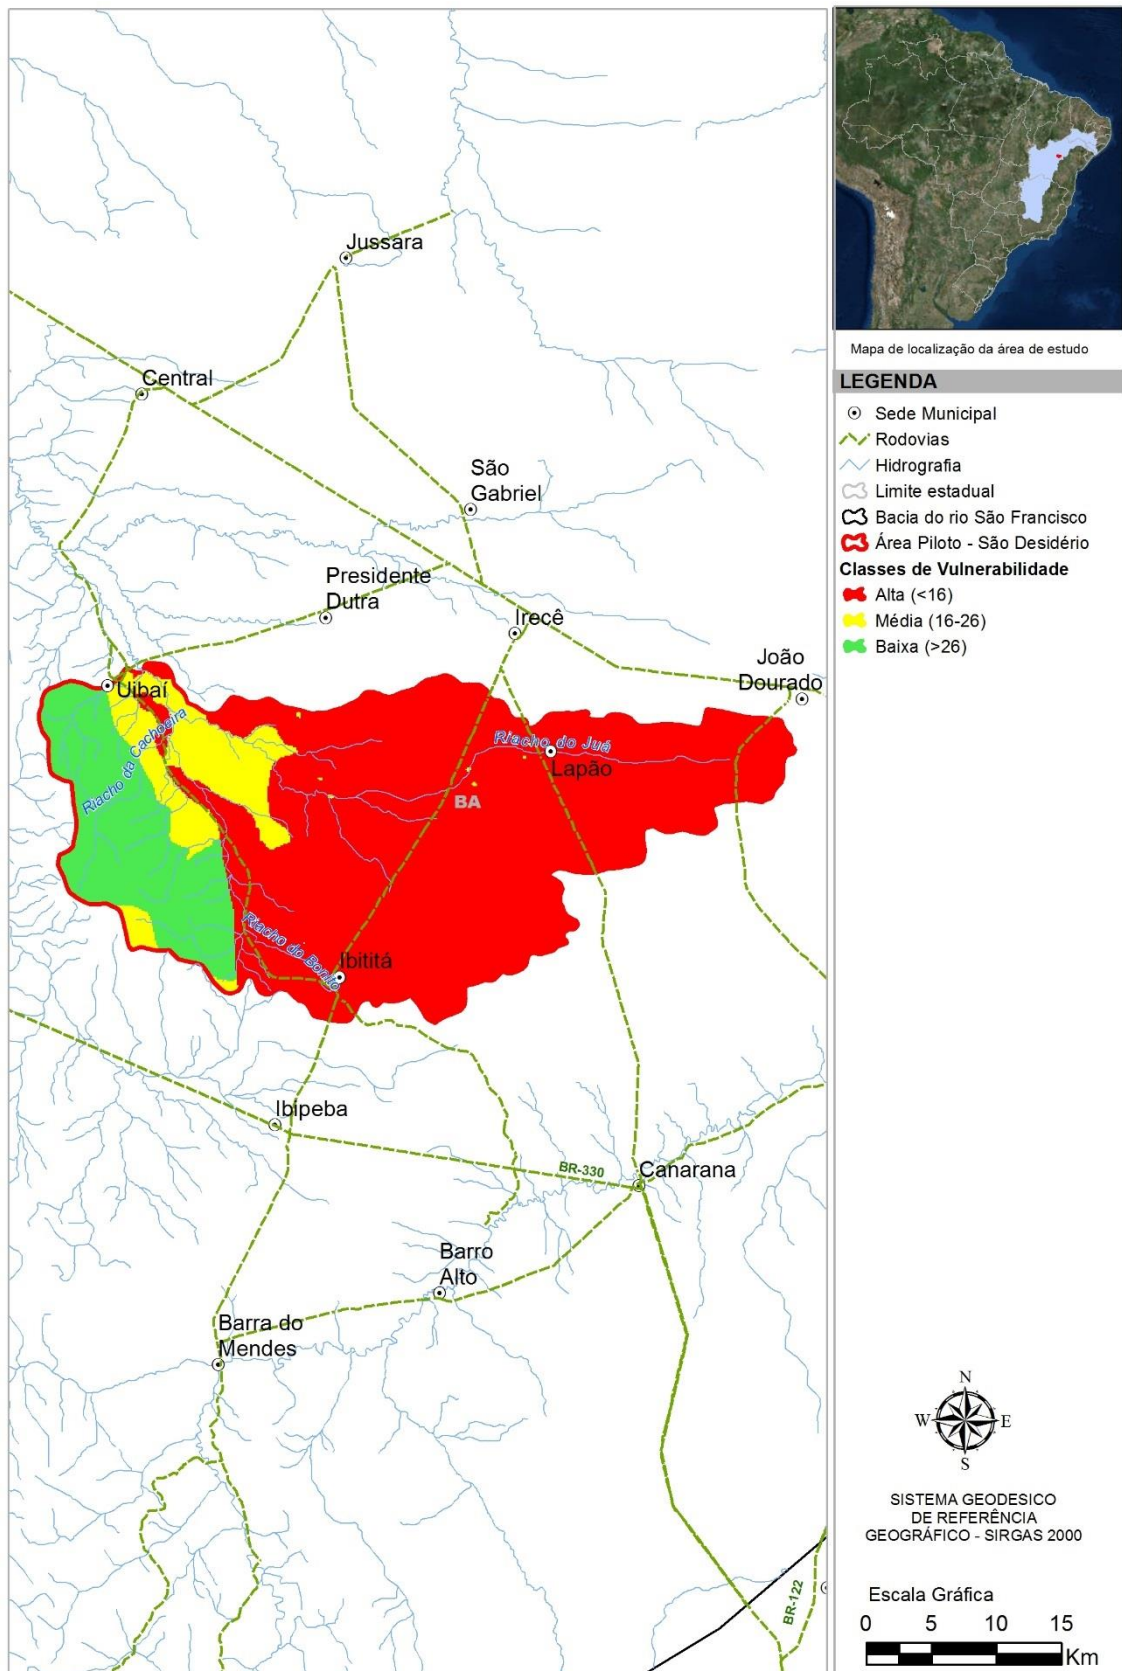 Jussara
Central
São
Gabriel
Presidente
Dutra
Irecê
João
Dourado
Uibaí
Riacho da Cachoeira
Riacho do Juá
Lapão
BA
Riacho do Bonito
Ibititá
Ibipeba
BR-330
Canarana
Barro
Alto
Barra do
Mendes
BR-122
Mapa de localização da área de estudo
LEGENDA
Sede Municipal
Rodovias
Hidrografia
Limite estadual
Bacia do rio São Francisco
Área Piloto - São Desidério
Classes de Vulnerabilidade
Alta (<16)
Média (16-26)
Baixa (>26)
N
W E
S
SISTEMA GEODESICO
DE REFERÊNCIA
GEOGRÁFICO - SIRGAS 2000
Escala Gráfica
0 5 10 15
Km